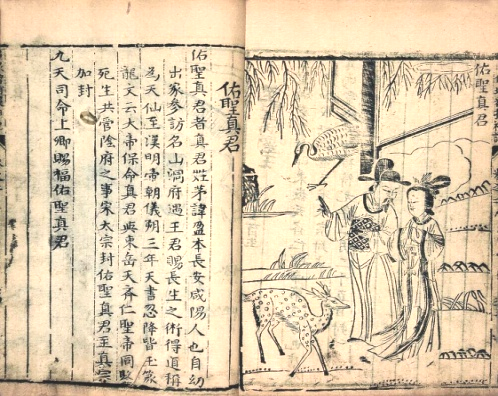 佑聖真君
佑聖真君
佑聖真君者真君姓茅諱盈本長安咸陽人也自幼
出家參訪名山洞府遇王君賜長生之術得道稱
為天仙至漢明帝朝儀朔三年天書忽降皆玉篆
龍文云大帝保命真君與東岳天齊仁聖帝同
死生共管陰府之事宋太宗封佑聖真君至真宗
加封
九天司命上卿賜福佑聖真君